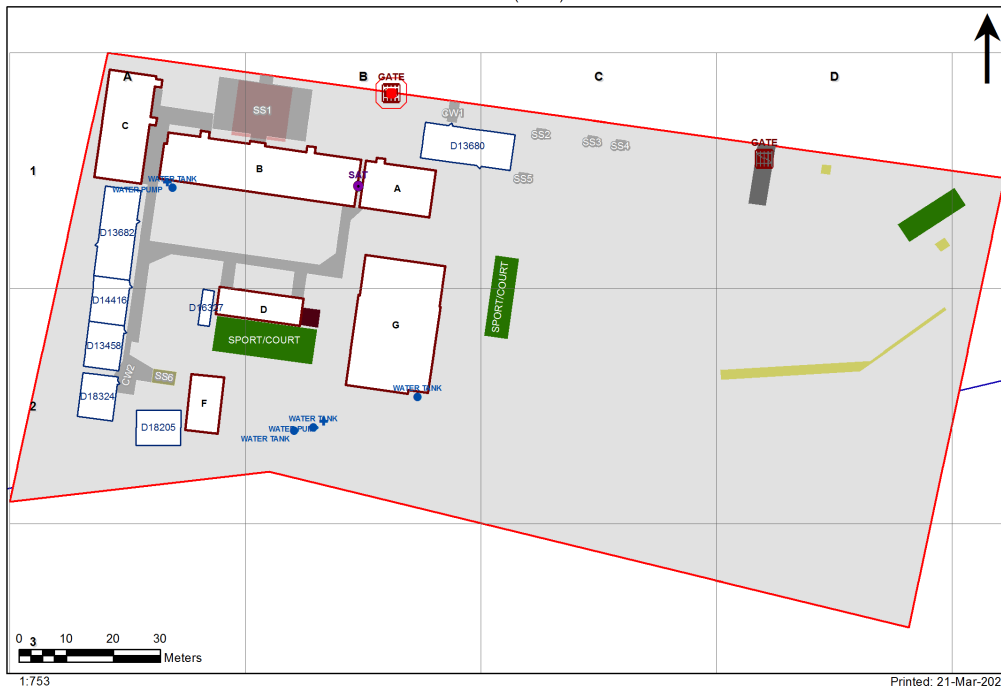 A
B
C
D
GATE
SS1
C
CW1
SS2
SS3
SS4
D13680
GATE
1
B
WATER TANK
WATER PUMP
SAT
A
SS5
D13682
D14416
D16327
D
SPORT/COURT
G
SPORT/COURT
D13458
CW2
SS6
D18324
2
F
WATER TANK
D18205
WATER TANK
WATER PUMP
WATER TANK
0 3 10 20 30
Meters
1:753
Printed: 21-Mar-202